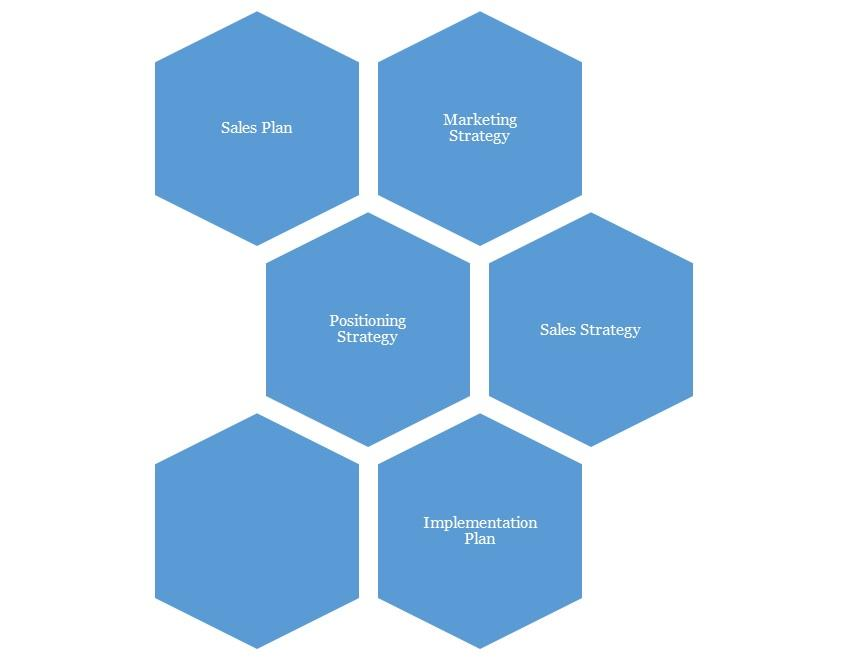 Sales Plan
Marketing
Strategy
Positioning
Strategy
Sales Strategy
Implementation
Plan